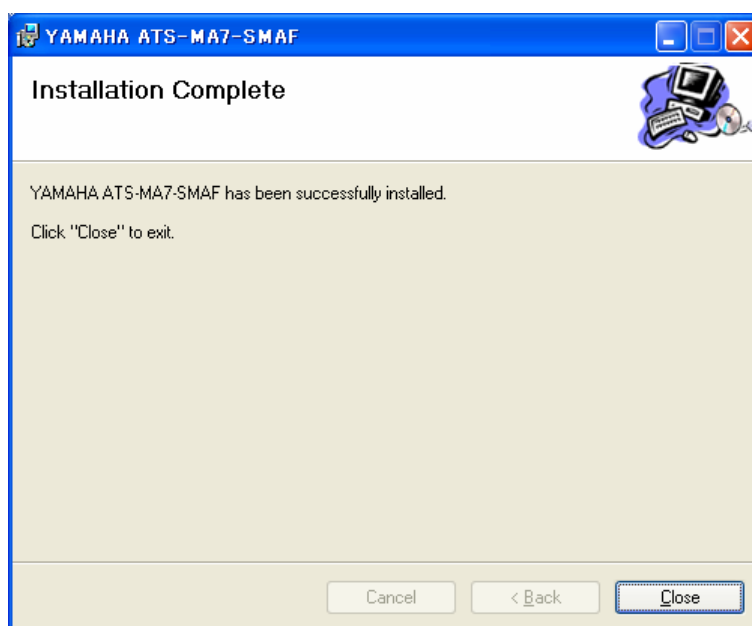 YAMAHA ATS-MA7-SMAF
Installation Complete
YAMAHA ATS-MA7-SMAF has been successfully installed.
Click "Close" to exit.
Cancel
< Back
Close